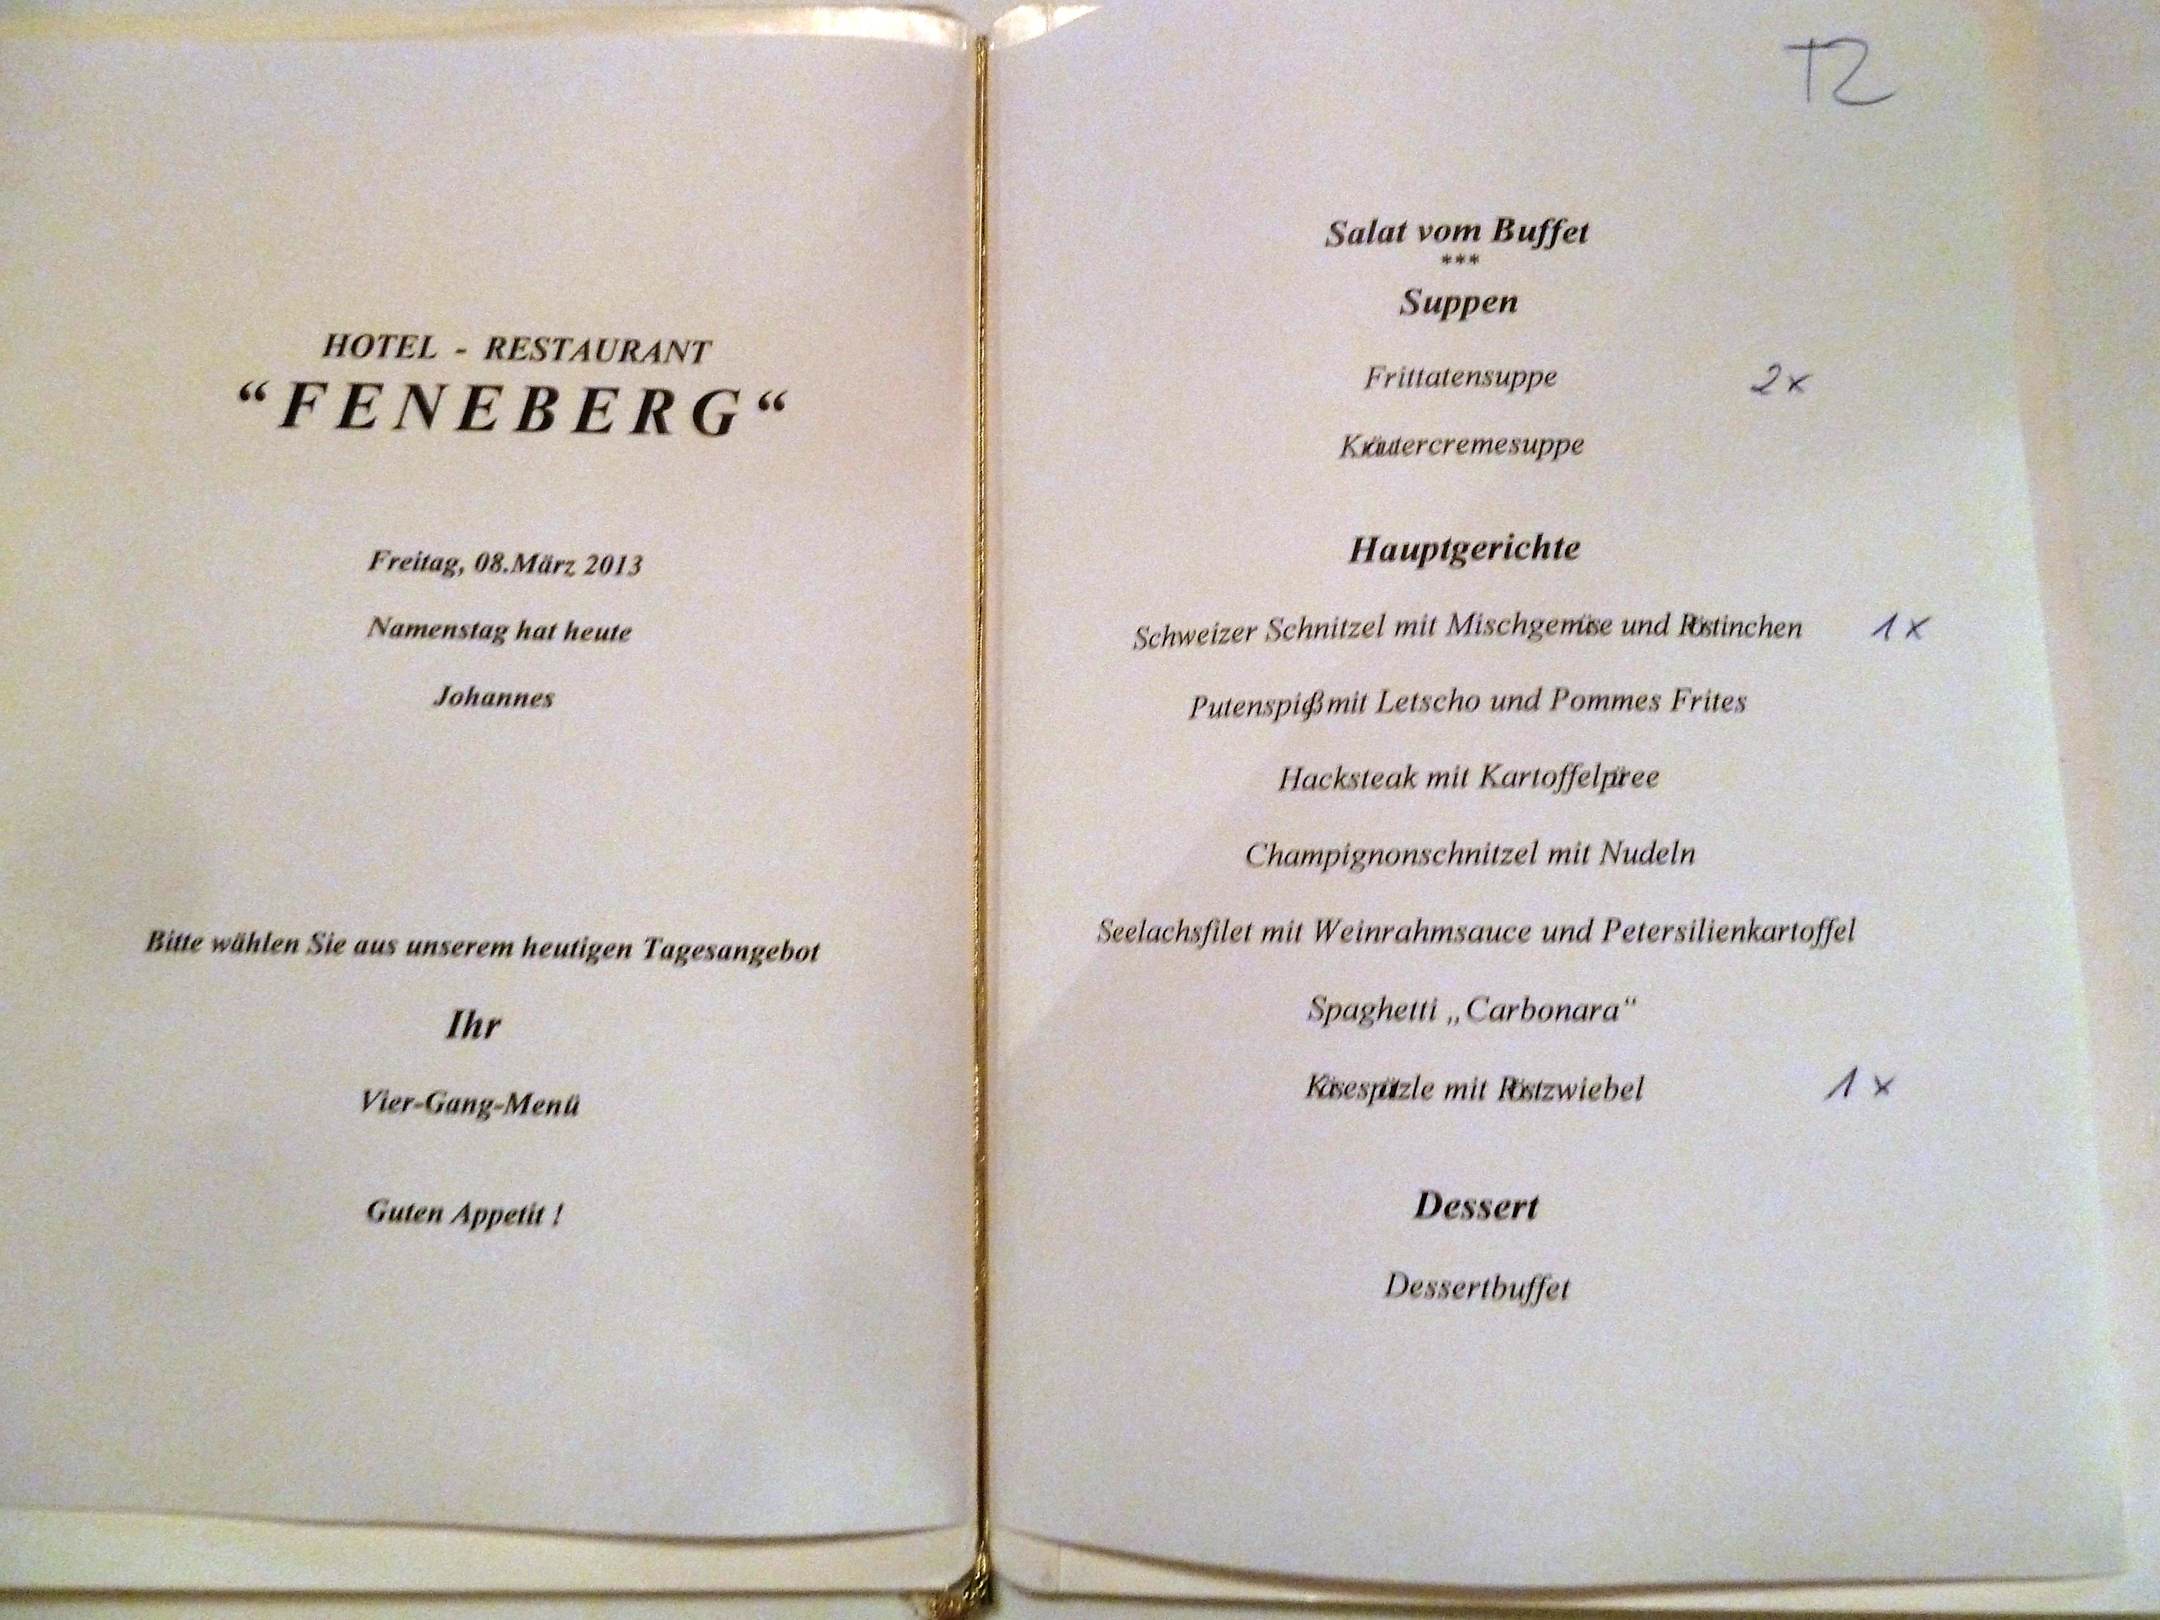 HOTEL - RESTAURANT
“FENEBERG“
Freitag, 08.März 2013
Namenstag hat heute
Johannes
Bitte wählen Sie aus unserem heutigen Tagesangebot
Ihr
Vier-Gang-Menü
Guten Appetit !
T2
Salat vom Buffet
***
Suppen
Frittatensuppe 2x
Kräutercremesuppe
Hauptgerichte
Schweizer Schnitzel mit Mischgemüse und Röstinchen 1x
Putenspieß mit Letscho und Pommes Frites
Hacksteak mit Kartoffelpüree
Champignonschnitzel mit Nudeln
Seelachsfilet mit Weinrahmsauce und Petersilienkartoffel
Spaghetti „Carbonara“
Käsespätzle mit Röstzwiebel 1x
Dessert
Dessertbuffet